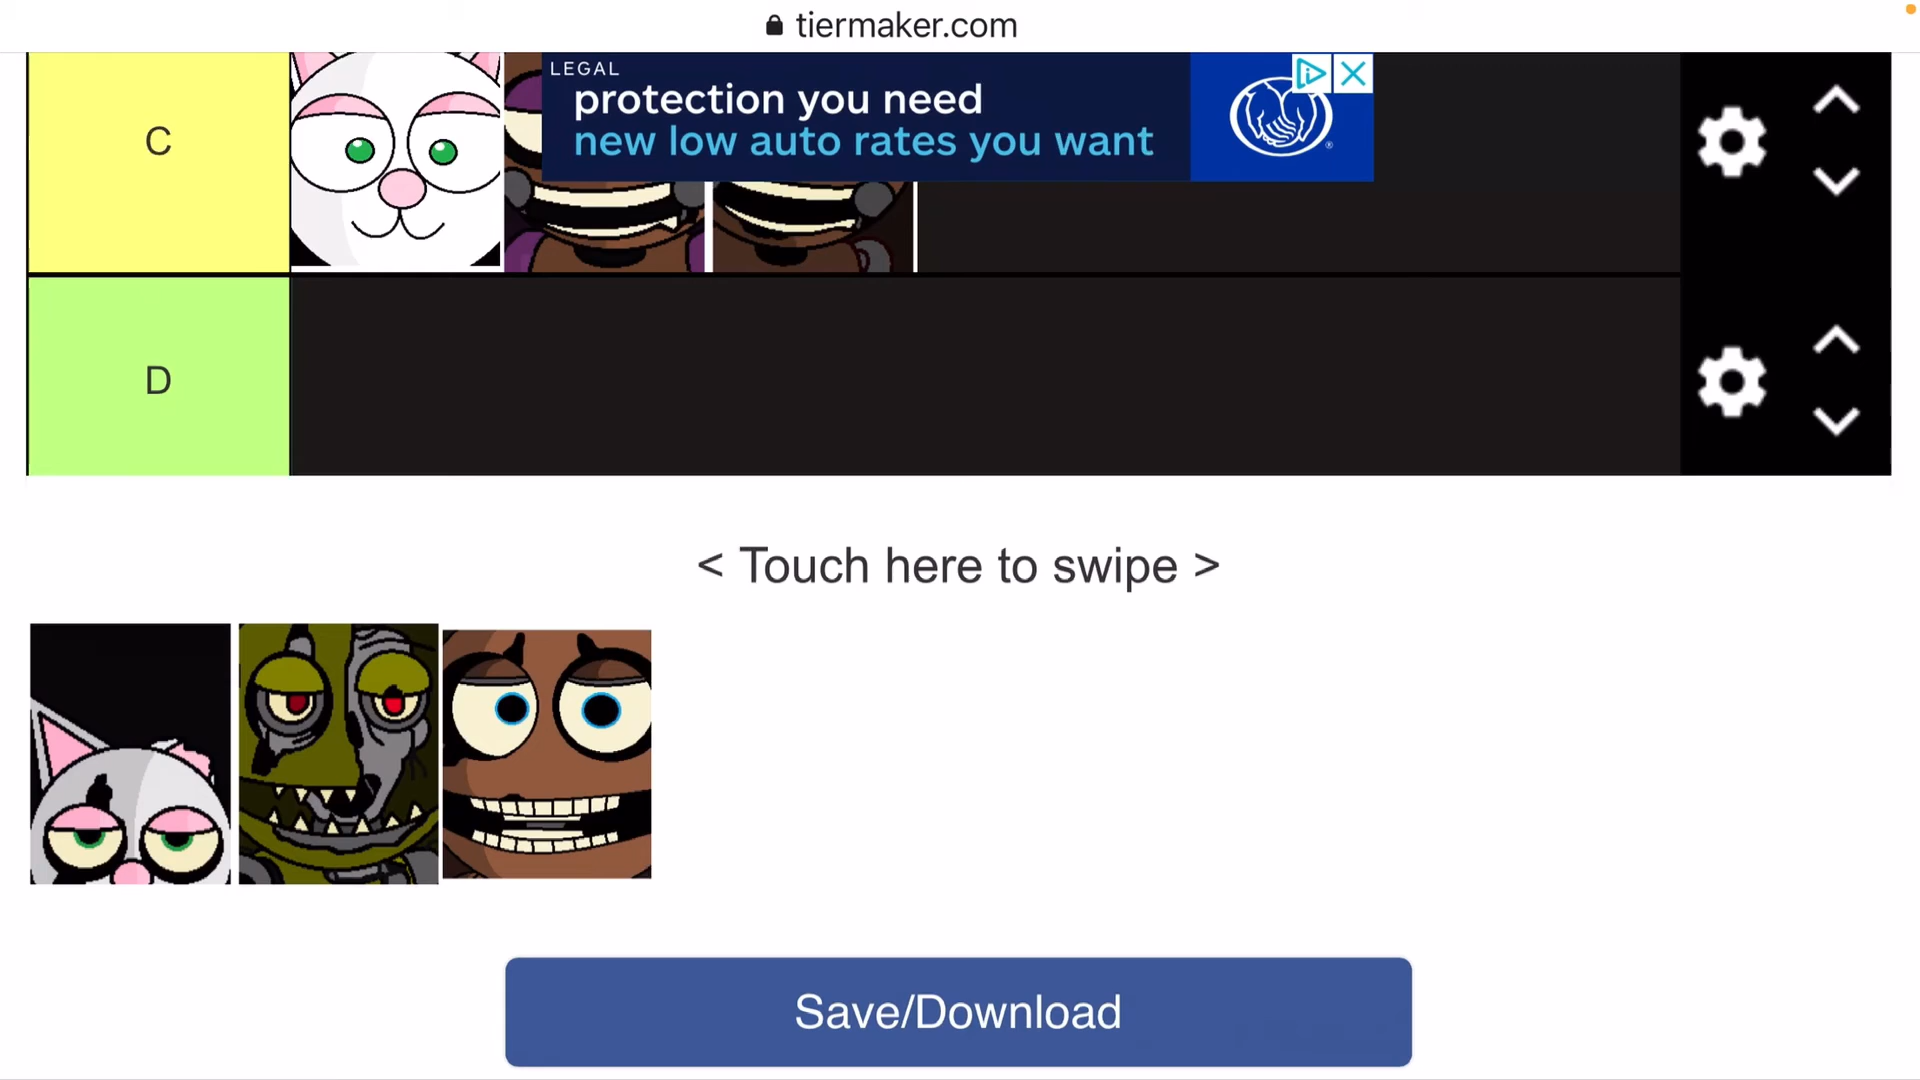 tiermaker.com
LEGAL
protection you need
new low auto rates you want
C
D
< Touch here to swipe >
Save/Download